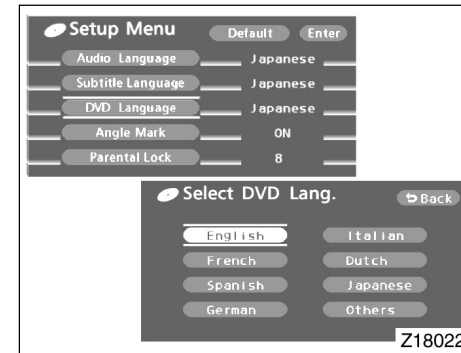 Setup Menu Default Enter
Audio Language Japanese
Subtitle Language Japanese
DVD Language Japanese
Angle Mark ON
Parental Lock 8
Select DVD Lang. Back
English Italian
French Dutch
Spanish Japanese
German Others
Z18022